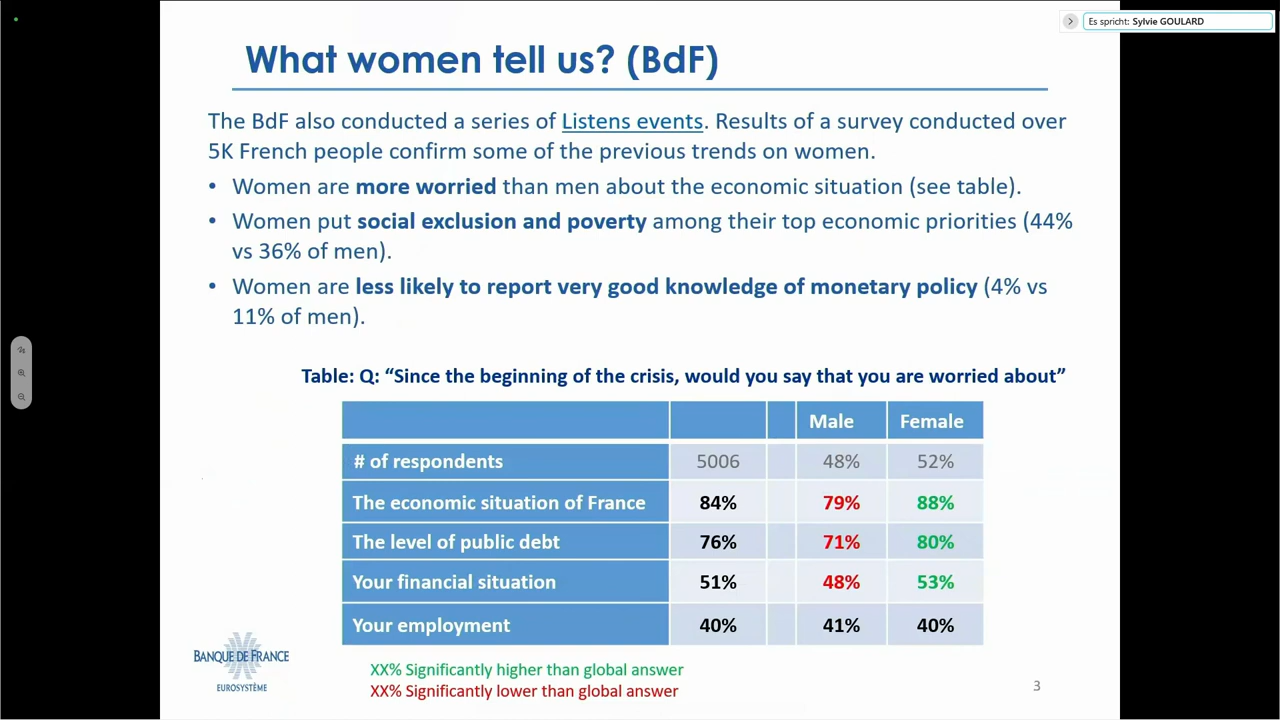 Es spricht: Sylvie GOULARD
What women tell us? (BdF)
The BdF also conducted a series of Listens events. Results of a survey conducted over
5K French people confirm some of the previous trends on women.
• Women are more worried than men about the economic situation (see table).
• Women put social exclusion and poverty among their top economic priorities (44%
vs 36% of men).
• Women are less likely to report very good knowledge of monetary policy (4% vs
11% of men).
Table: Q: “Since the beginning of the crisis, would you say that you are worried about”
Male Female
# of respondents 5006 48% 52%
The economic situation of France 84% 79% 88%
The level of public debt 76% 71% 80%
Your financial situation 51% 48% 53%
Your employment 40% 41% 40%
XX% Significantly higher than global answer
XX% Significantly lower than global answer
BANQUE DE FRANCE
EUROSYSTÈME
3